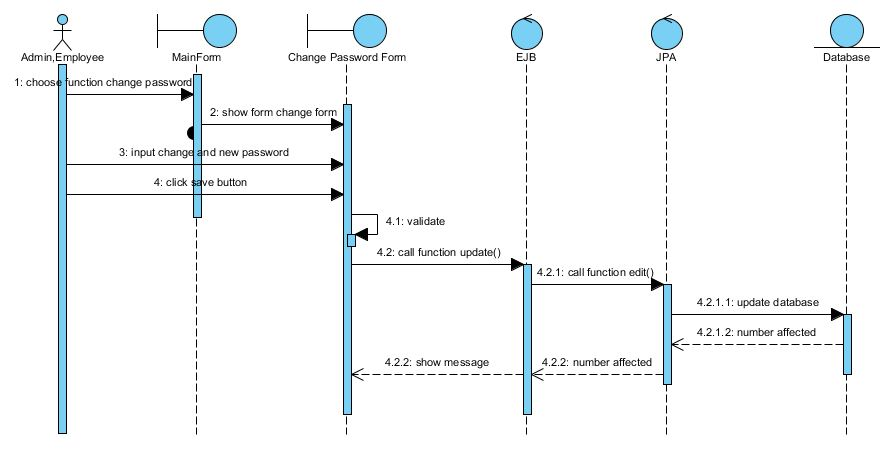 Admin,Employee
MainForm
Change Password Form
EJB
JPA
Database
1: choose function change password
2: show form change form
3: input change and new password
4: click save button
4.1: validate
4.2: call function update()
4.2.1: call function edit()
4.2.1.1: update database
4.2.1.2: number affected
4.2.2: show message
4.2.2: number affected